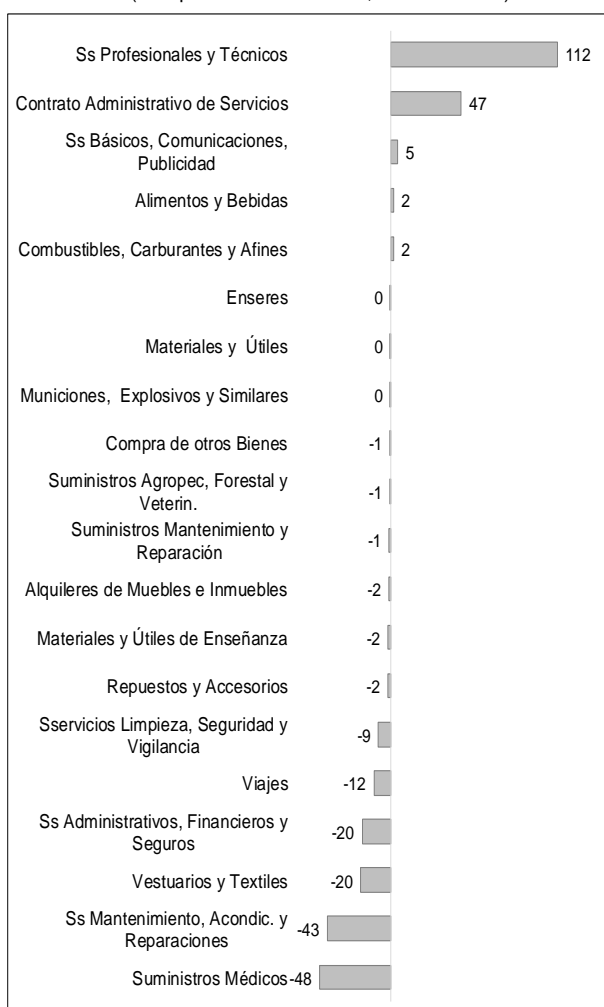 Ss Profesionales y Técnicos 112
Contrato Administrativo de Servicios 47
Ss Básicos, Comunicaciones,
Publicidad 5
Alimentos y Bebidas 2
Combustibles, Carburantes y Afines 2
Enseres 0
Materiales y Útiles 0
Municiones, Explosivos y Similares 0
Compra de otros Bienes -1
Suministros Agropec, Forestal y
Veterin. -1
Suministros Mantenimiento y
Reparación -1
Alquileres de Muebles e Inmuebles -2
Materiales y Útiles de Enseñanza -2
Repuestos y Accesorios -2
Sservicios Limpieza, Seguridad y
Vigilancia -9
Viajes -12
Ss Administrativos, Financieros y
Seguros -20
Vestuarios y Textiles -20
Ss Mantenimiento, Acondic. y
Reparaciones -43
Suministros Médicos -48